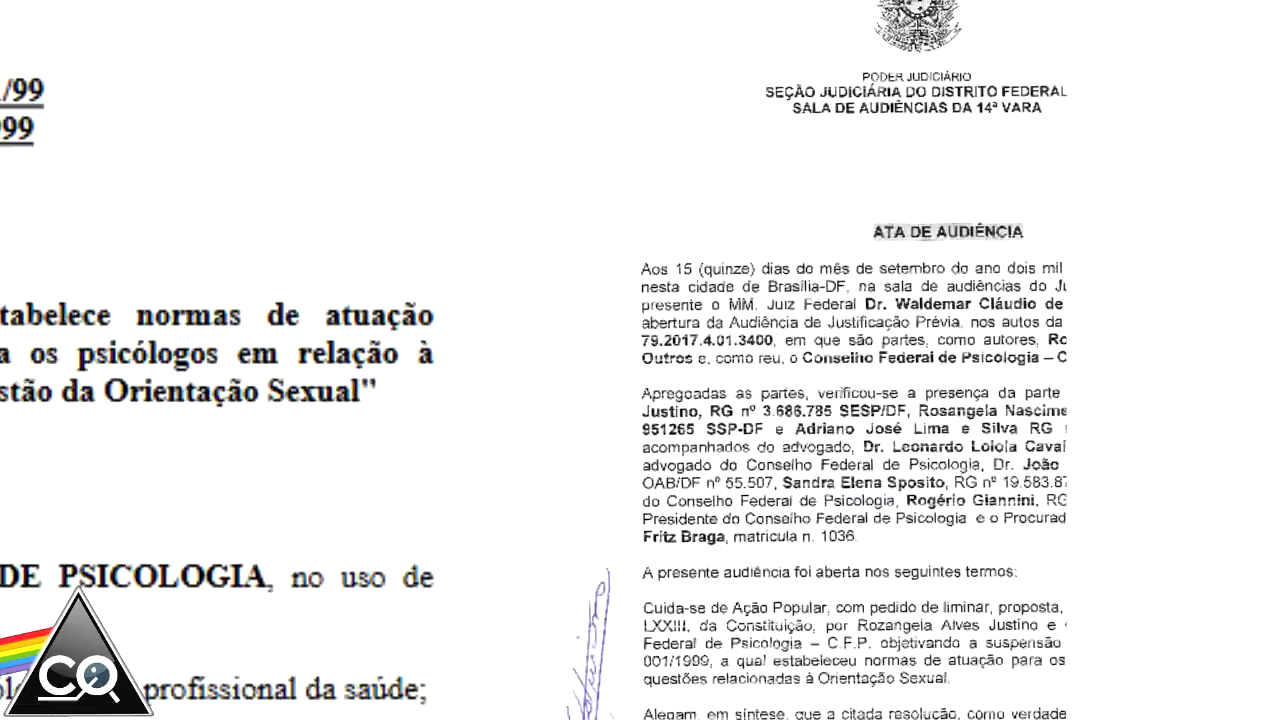 /99
99
tabelece normas de atuação
a os psicólogos em relação à
stão da Orientação Sexual"
DE PSICOLOGIA, no uso de
profissional da saúde;
CQ
PODER JUDICIÁRIO
SEÇÃO JUDICIÁRIA DO DISTRITO FEDERAL
SALA DE AUDIÊNCIAS DA 14ª VARA
ATA DE AUDIÊNCIA
Aos 15 (quinze) dias do mês de setembro do ano dois mil
nesta cidade de Brasília-DF, na sala de audiências do
presente o MM. Juiz Federal Dr. Waldemar Cláudio de
abertura da Audiência de Justificação Prévia, nos autos da
79.2017.4.01.3400, em que são partes, como autores, Ro
Outros e, como reu, o Conselho Federal de Psicologia – C
Apregoadas as partes, verificou-se a presença da parte
Justino, RG nº 3.686.785 SESP/DF, Rosangela Nascime
951265 SSP-DF e Adriano José Lima e Silva RG
acompanhados do advogado, Dr. Leonardo Loiola Caval
advogado do Conselho Federal de Psicologia, Dr. João
OAB/DF nº 55.507, Sandra Elena Sposito, RG nº 19.583.87
do Conselho Federal de Psicologia, Rogério Giannini, RG
Presidente do Conselho Federal de Psicologia e o Procurad
Fritz Braga, matricula n. 1036.
A presente audiência foi aberta nos seguintes termos:
Cuida-se de Ação Popular, com pedido de liminar, proposta,
LXXIII, da Constituição, por Rozangela Alves Justino e
Federal de Psicologia – C.F.P. objetivando a suspensão
001/1999, a qual estabeleceu normas de atuação para os
questões relacionadas à Orientação Sexual.
Alegam, em síntese, que a citada resolução, como verdade